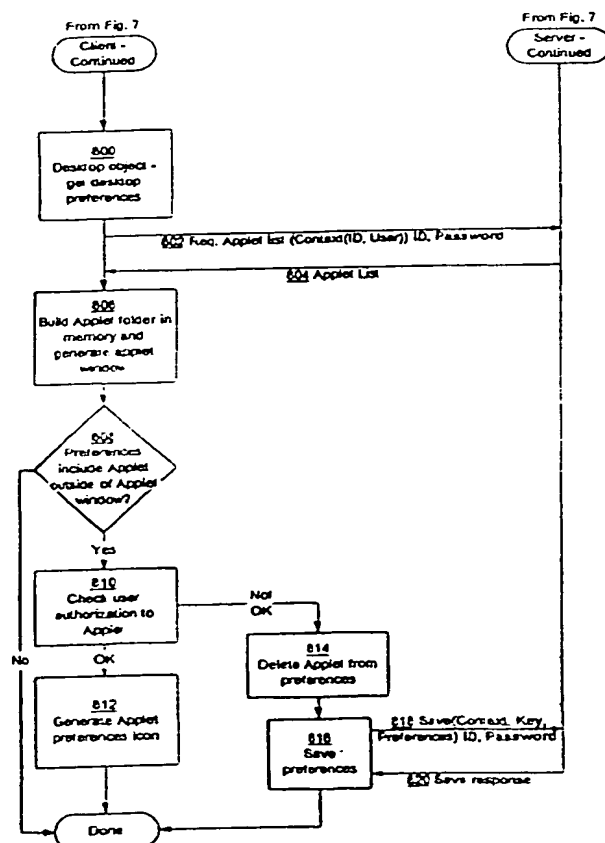 From Fig. 7
Client -
Continued
From Fig. 7
Server -
Continued
800
Desktop object -
get desktop
preferences
802 Req. Applet list (Context(ID, User)) ID, Password
804 Applet List
806
Build Applet folder in
memory and
generate applet
window
Preferences
include Applet
outside of Applet
window?
Yes
No
810
Check user
authorization to
Applet
Not
OK
OK
814
Delete Applet from
preferences
812
Generate Applet
preferences icon
816
Save
preferences
818 Save(Context, Key,
Preferences) ID, Password
820 Save response
Done